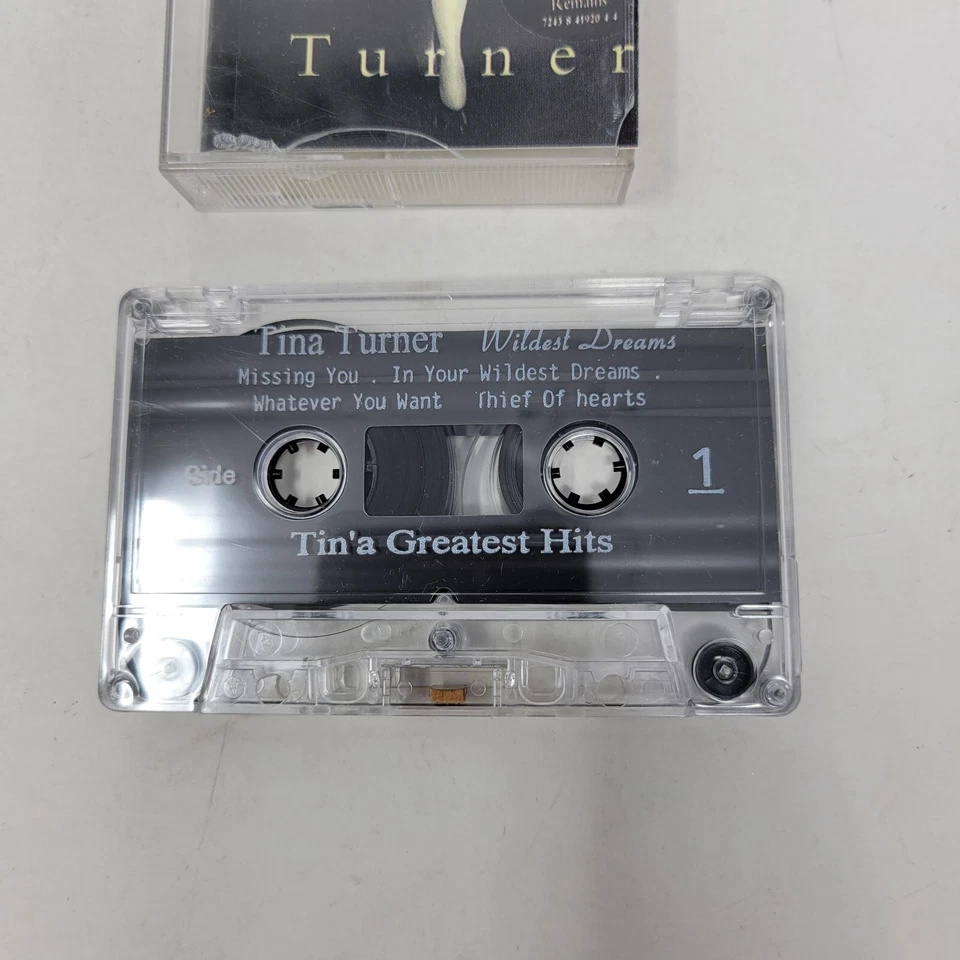 Remains
7243 8 41920 4 4
Turner
Tina Turner Wildest Dreams
Missing You . In Your Wildest Dreams .
Whatever You Want Thief Of hearts
Side 1
Tin'a Greatest Hits